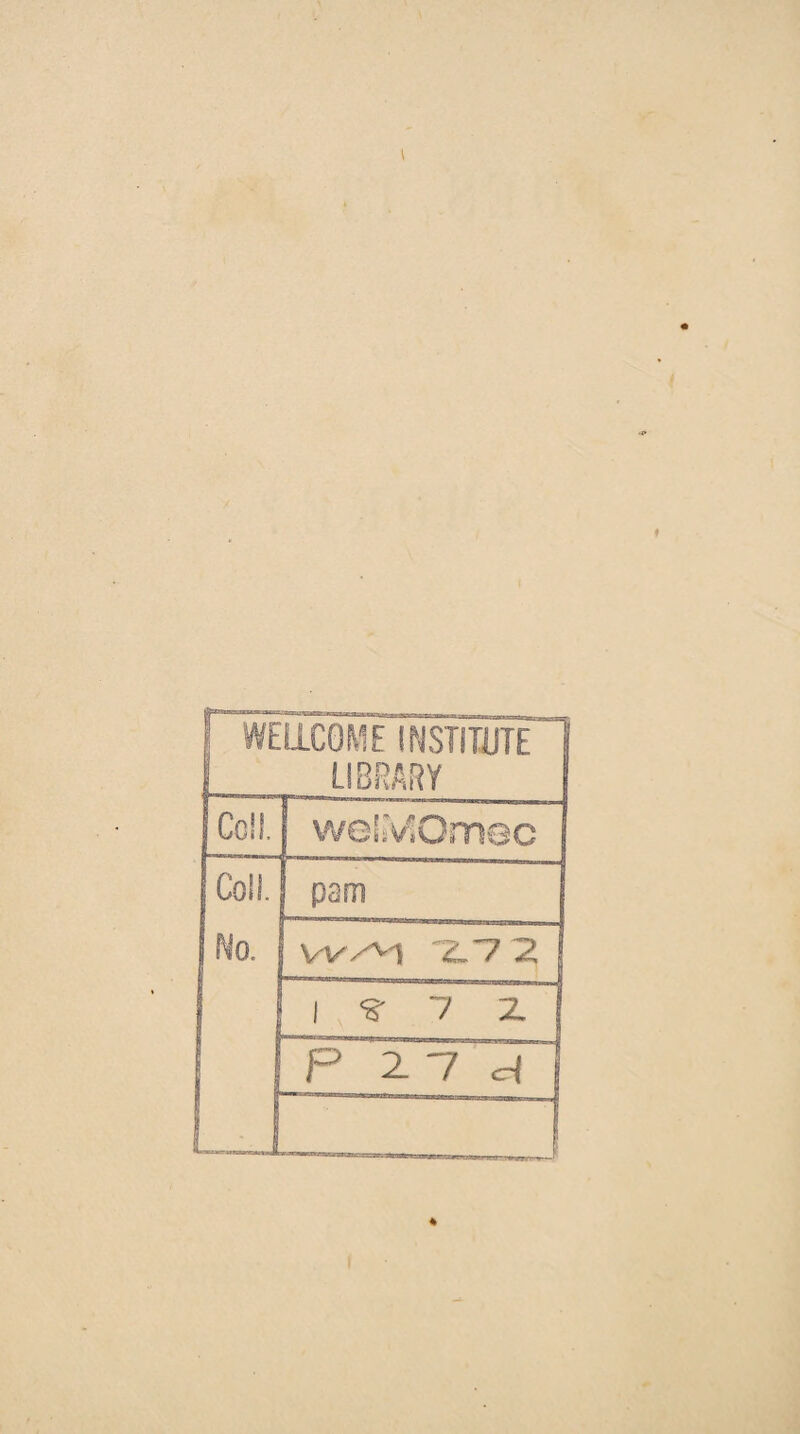 WELLCOME INSTITUTE
LIBRARY
Coll. welMOmec
Coll. pam
No. WM 272
1872
P27d